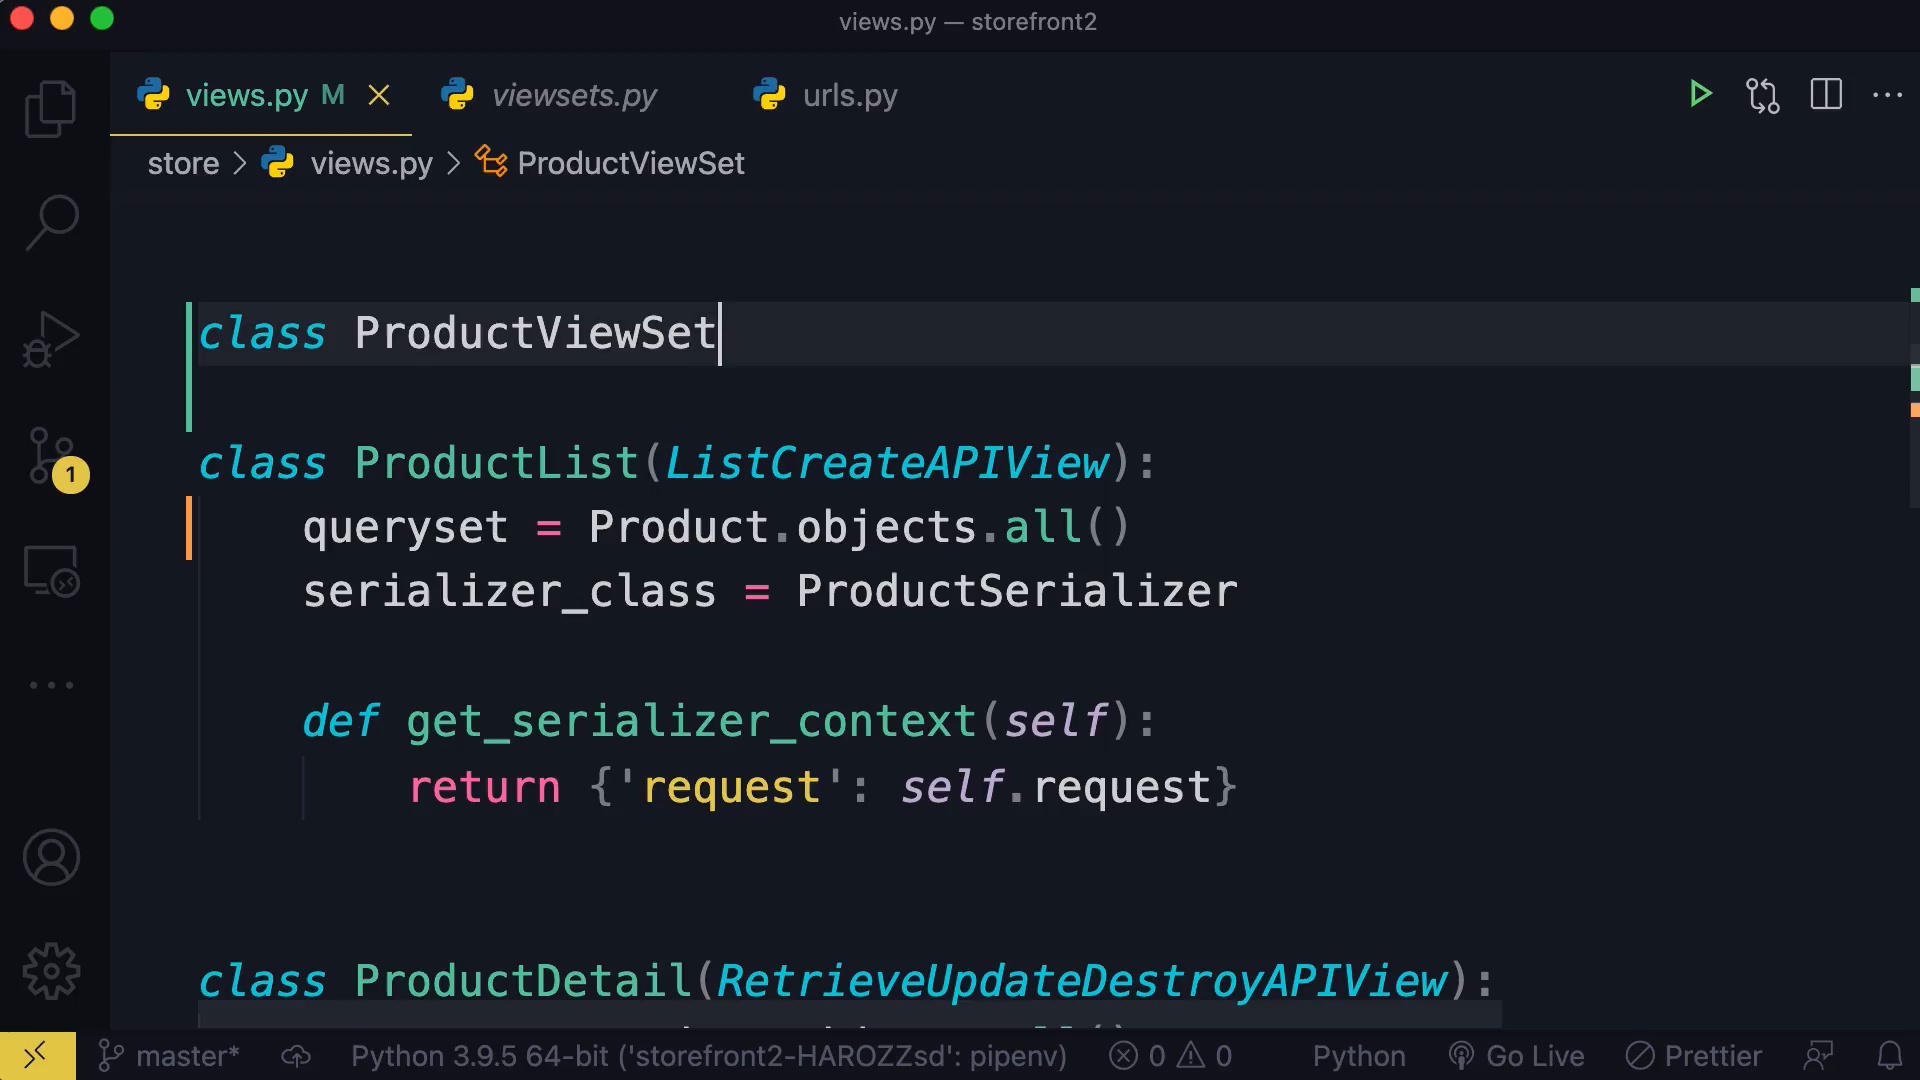 views.py — storefront2
views.py M viewsets.py urls.py
store > views.py > ProductViewSet
class ProductViewSet
class ProductList(ListCreateAPIView):
    queryset = Product.objects.all()
    serializer_class = ProductSerializer
    def get_serializer_context(self):
        return {'request': self.request}
1
class ProductDetail(RetrieveUpdateDestroyAPIView):
master* Python 3.9.5 64-bit ('storefront2-HAROZZsd': pipenv) 0 0 Python Go Live Prettier